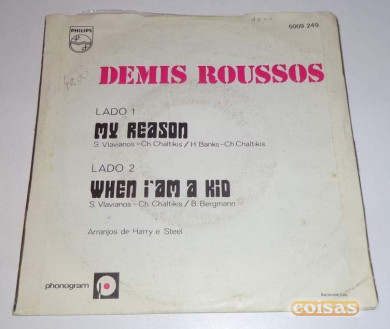 PHILIPS
6009 249
DEMIS ROUSSOS
LADO 1
MY REASON
S. Vlavianos - Ch. Chaltikis / H. Banks - Ch. Chaltikis
LADO 2
WHEN i'AM A KID
S. Vlavianos - Ch. Chaltikis / B. Bergmann
Arranjos de Harry e Steel
phonogram p
coisas